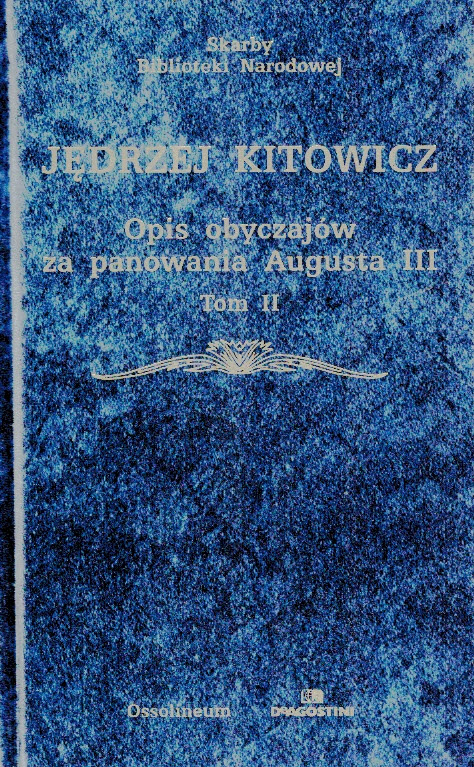 Skarby
Biblioteki Narodowej
JĘDRZEJ KITOWICZ
Opis obyczajów
za panowania Augusta III
Tom II
Ossolineum DEAGOSTINI